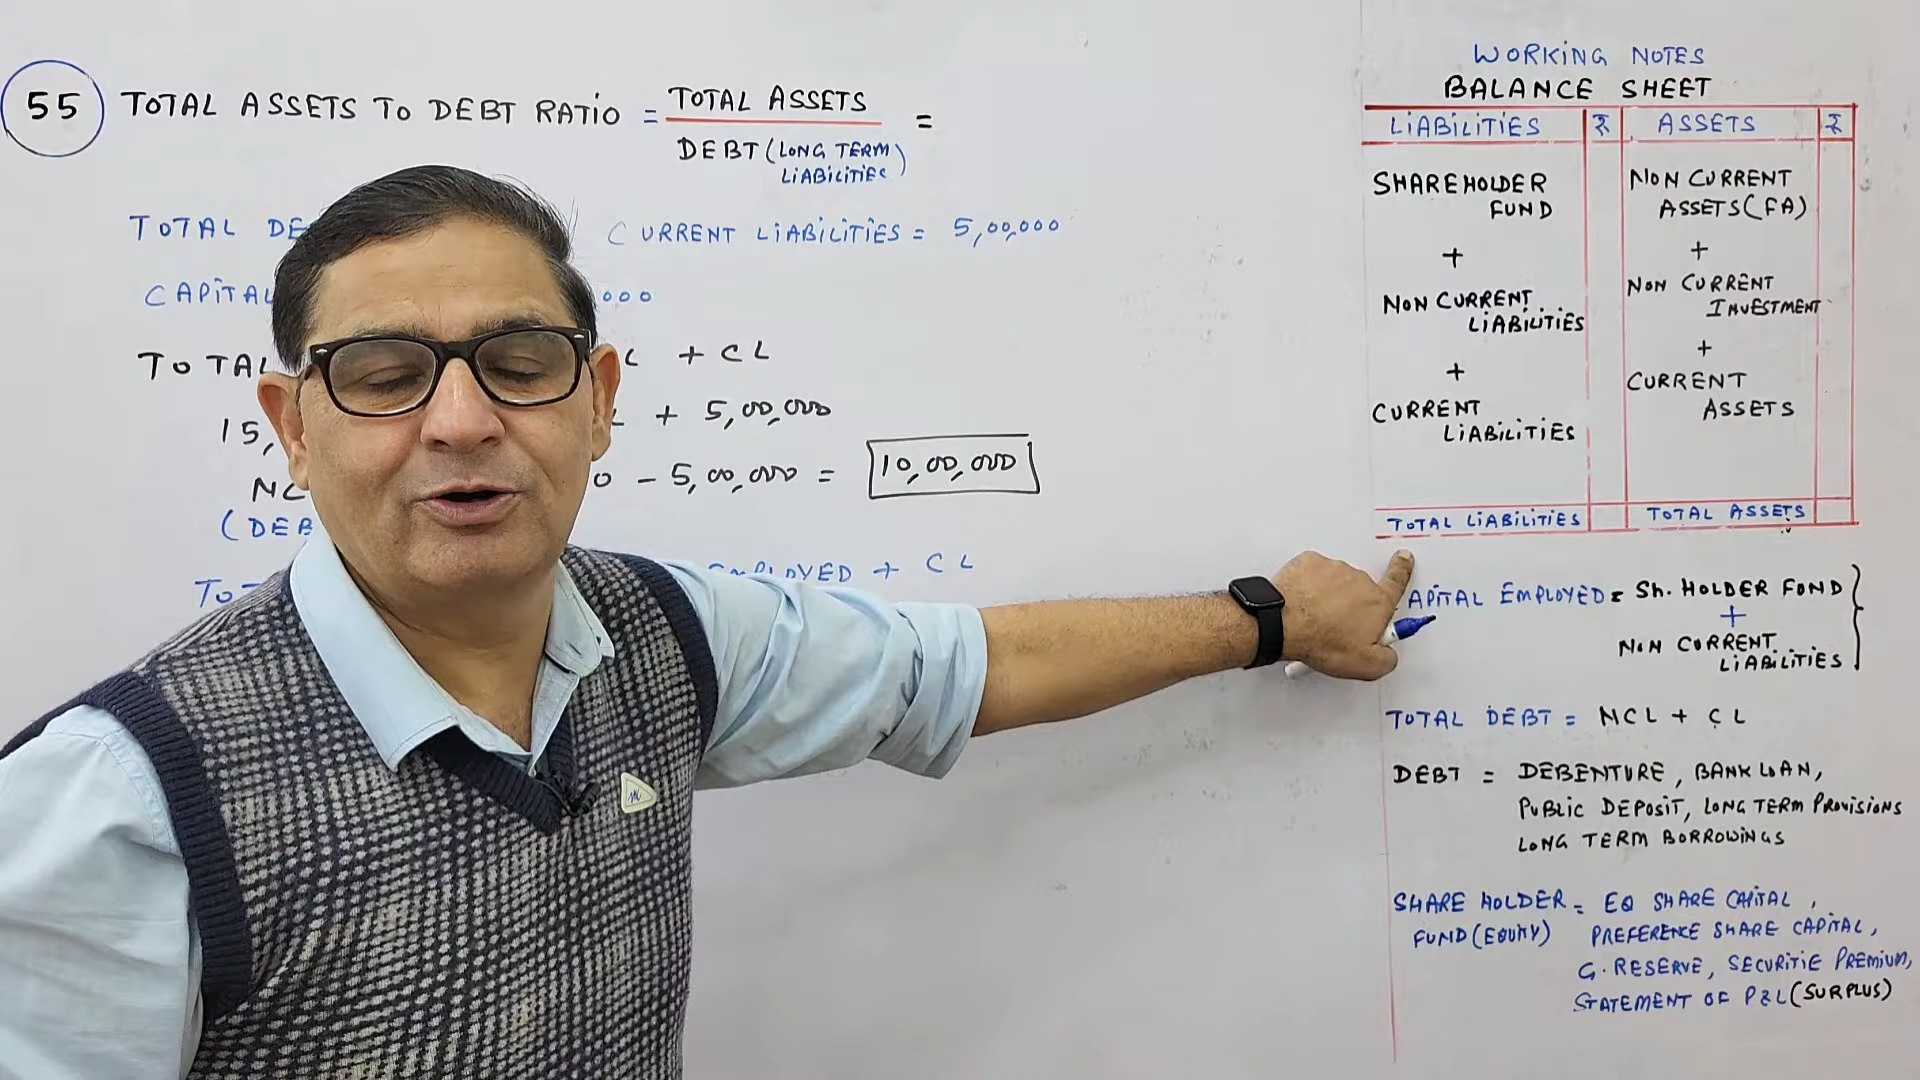 55 TOTAL ASSETS TO DEBT RATIO = TOTAL ASSETS =
DEBT (LONG TERM
LIABILITIES)
TOTAL DE CURRENT LIABILITIES = 5,00,000
CAPITAL 000
TOTAL L + CL
15, L + 5,00,000
NC 0 - 5,00,000 = 10,00,000
(DEB
TOT EMPLOYED + CL
WORKING NOTES
BALANCE SHEET
LIABILITIES ₹ ASSETS ₹
SHAREHOLDER
FUND
+
NON CURRENT
LIABILITIES
+
CURRENT
LIABILITIES
NON CURRENT
ASSETS (FA)
+
NON CURRENT
INVESTMENT
+
CURRENT
ASSETS
TOTAL LIABILITIES TOTAL ASSETS
APITAL EMPLOYED = SH. HOLDER FOND
+
NON CURRENT
LIABILITIES
TOTAL DEBT = NCL + CL
DEBT = DEBENTURE, BANK LOAN,
PUBLIC DEPOSIT, LONG TERM PROVISIONS
LONG TERM BORROWINGS
SHARE HOLDER = EQ SHARE CAPITAL,
FUND (EQUITY) PREFERENCE SHARE CAPITAL,
G. RESERVE, SECURITIE PREMIUM,
STATEMENT OF P&L (SURPLUS)